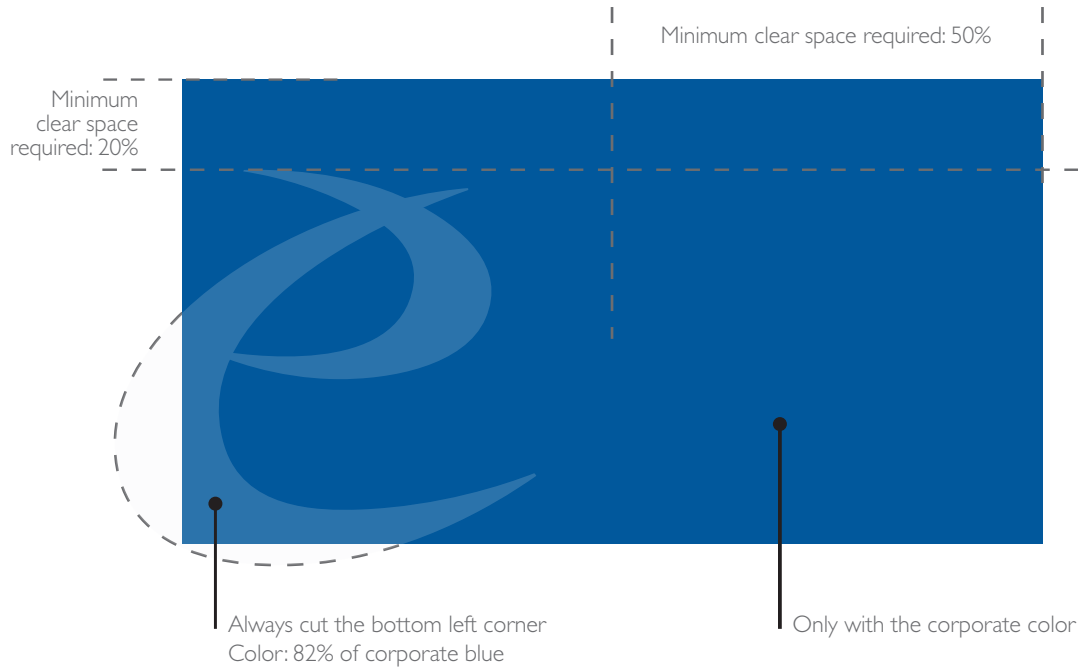 Minimum clear space required: 50%
Minimum
clear space
required: 20%
e
Always cut the bottom left corner
Color: 82% of corporate blue
Only with the corporate color